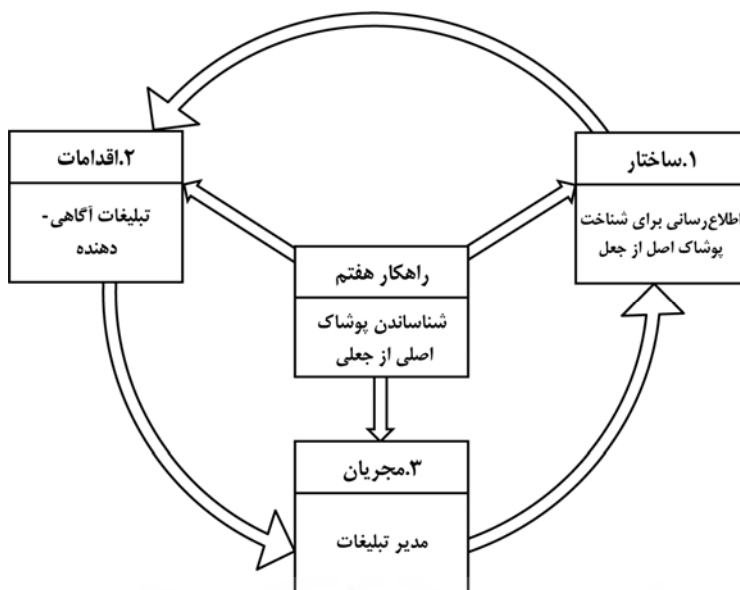 ۱.ساختار
اطلاع‌رسانی برای شناخت
پوشاک اصل از جعل
۲.اقدامات
تبلیغات آگاهی-
دهنده
راهکار هفتم
شناساندن پوشاک
اصلی از جعلی
۳.مجریان
مدیر تبلیغات